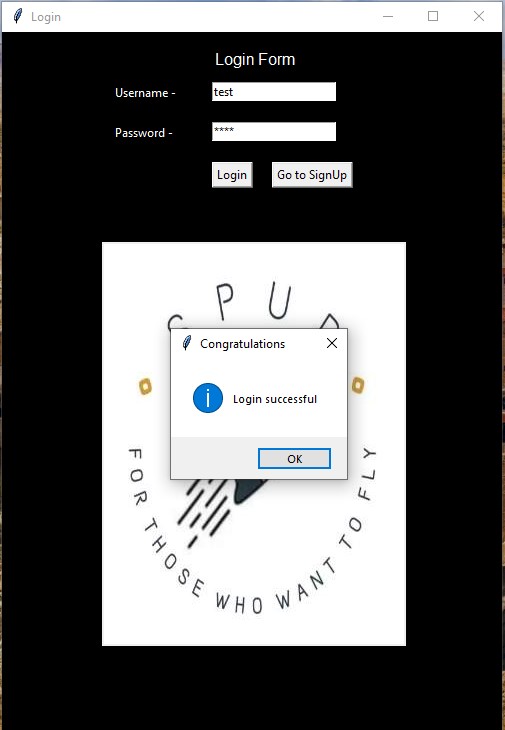 Login
Login Form
Username -
test
Password -
****
Login
Go to SignUp
Congratulations
Login successful
OK
FOR THOSE WHO WANT TO FLY